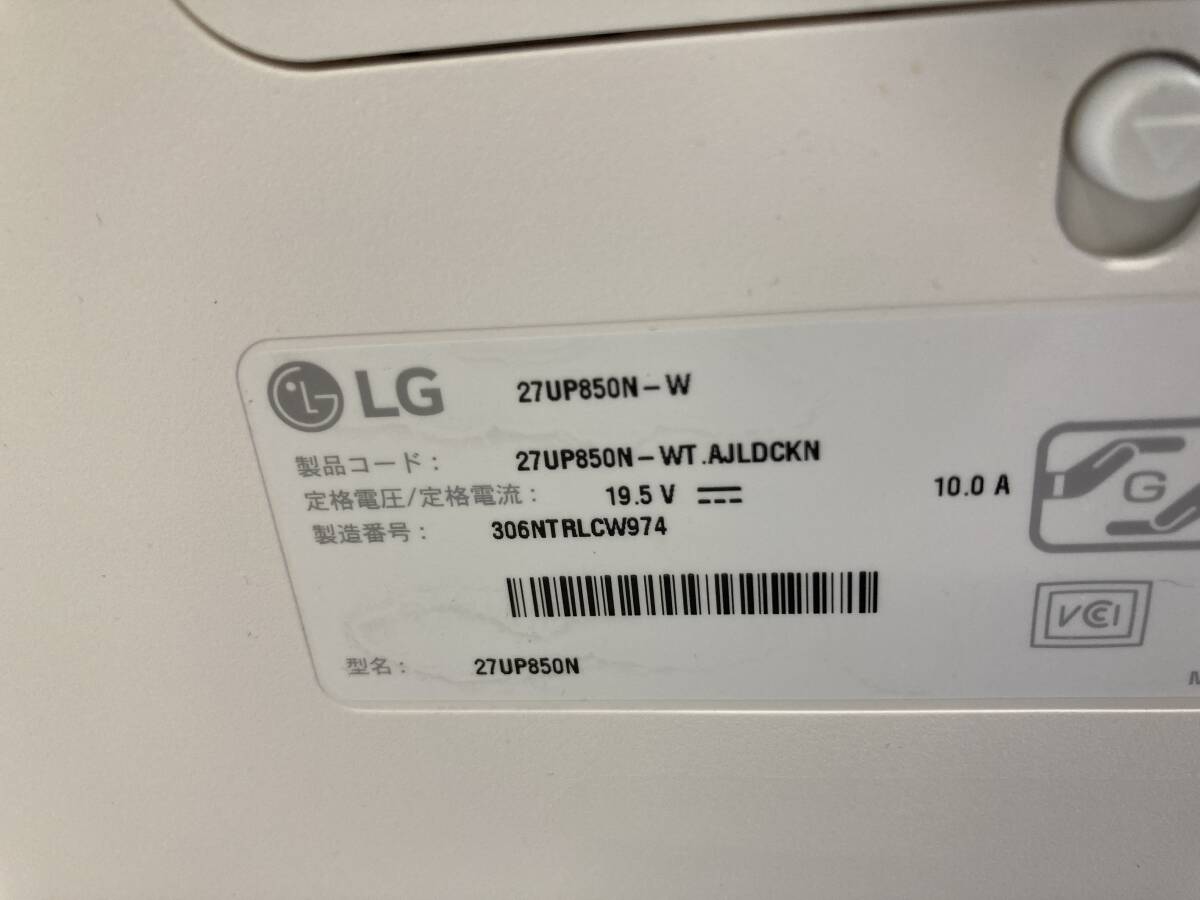 LG 27UP850N-W
製品コード: 27UP850N-WT.AJLDCKN
定格電圧/定格電流: 19.5 V 10.0 A
製造番号: 306NTRLCW974
G
VCCI
型名: 27UP850N